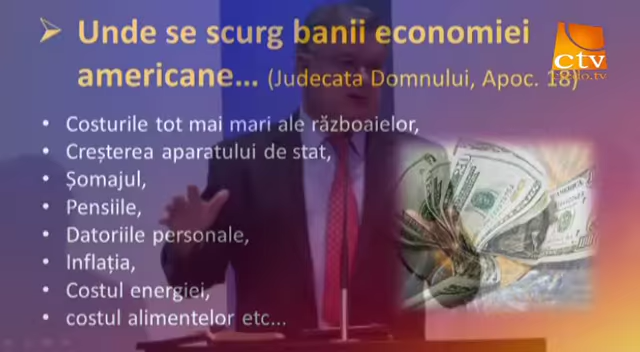 Unde se scurg banii economiei
americane... (Judecata Domnului, Apoc. 18)
ctv
• Costurile tot mai mari ale războaielor,
• Creșterea aparatului de stat,
• Șomajul,
• Pensiile,
• Datoriile personale,
• Inflația,
• Costul energiei,
• costul alimentelor etc...